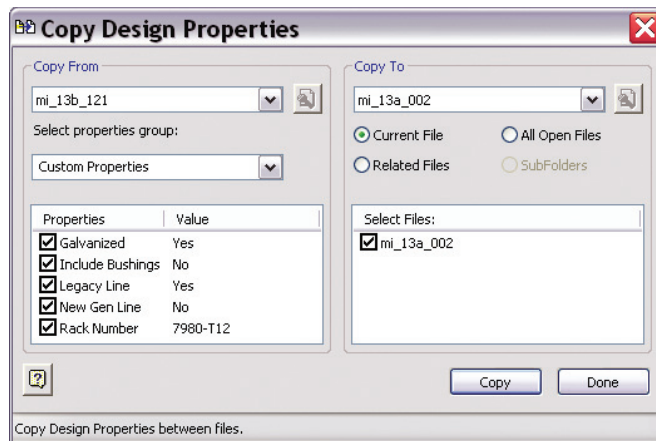 Copy Design Properties
Copy From
mi_13b_121
Select properties group:
Custom Properties
Properties Value
Galvanized Yes
Include Bushings No
Legacy Line Yes
New Gen Line No
Rack Number 7980-T12
Copy To
mi_13a_002
Current File All Open Files
Related Files SubFolders
Select Files:
mi_13a_002
?
Copy Done
Copy Design Properties between files.